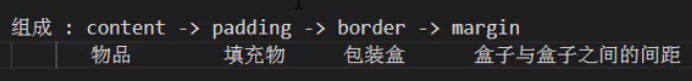 组成 : content -> padding -> border -> margin
物品 填充物 包装盒 盒子与盒子之间的间距